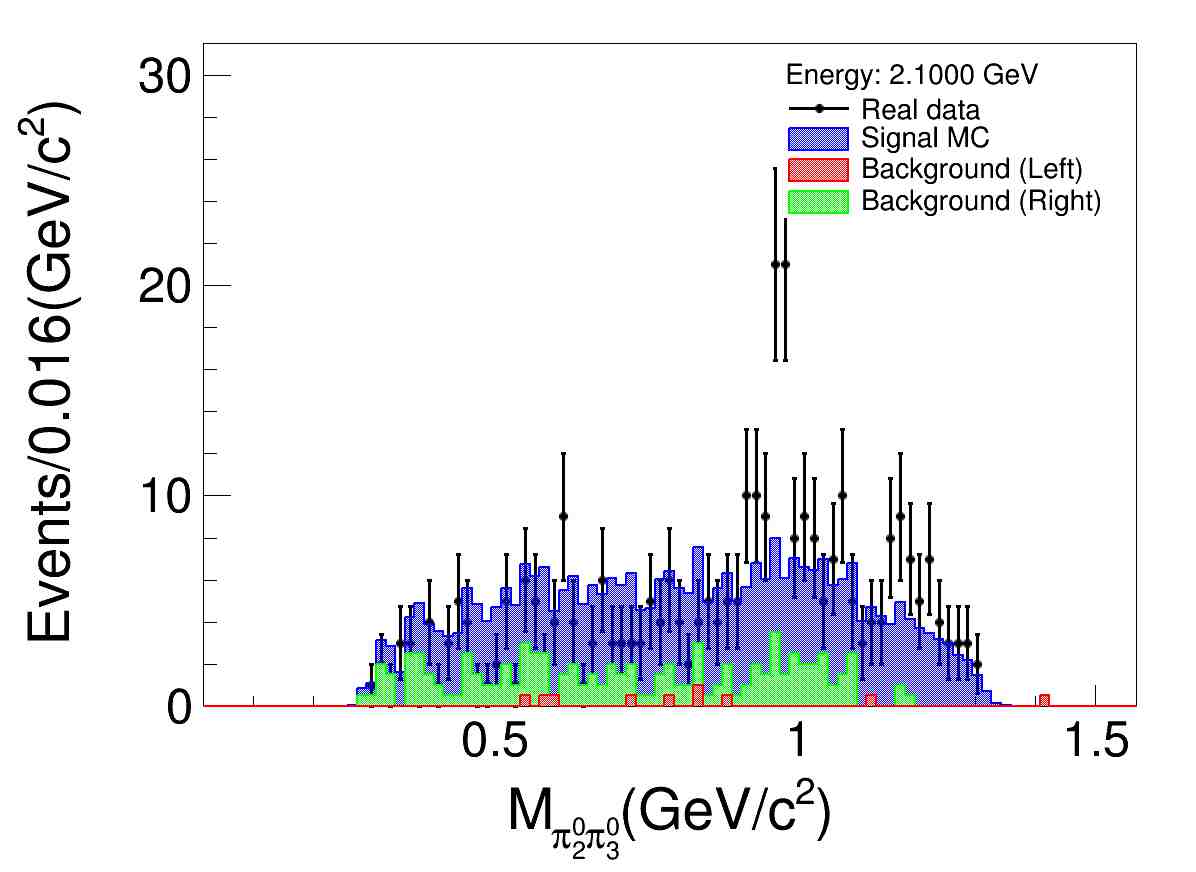 30
20
10
0
Events/0.016(GeV/c²)
Energy: 2.1000 GeV
Real data
Signal MC
Background (Left)
Background (Right)
0.5 1 1.5
M_{π⁰₂π⁰₃}(GeV/c²)